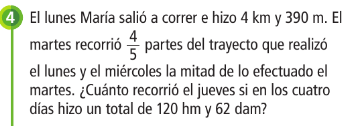 4 El lunes María salió a correr e hizo 4 km y 390 m. El
martes recorrió 4/5 partes del trayecto que realizó
el lunes y el miércoles la mitad de lo efectuado el
martes. ¿Cuánto recorrió el jueves si en los cuatro
días hizo un total de 120 hm y 62 dam?